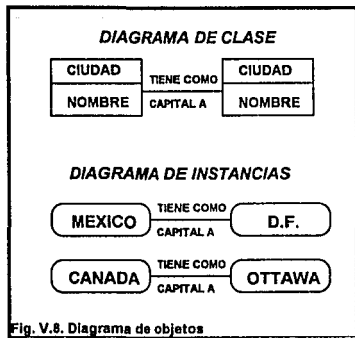 DIAGRAMA DE CLASE
CIUDAD TIENE COMO CIUDAD
NOMBRE CAPITAL A NOMBRE
DIAGRAMA DE INSTANCIAS
MEXICO TIENE COMO CAPITAL A D.F.
CANADA TIENE COMO CAPITAL A OTTAWA
Fig. V.8. Diagrama de objetos